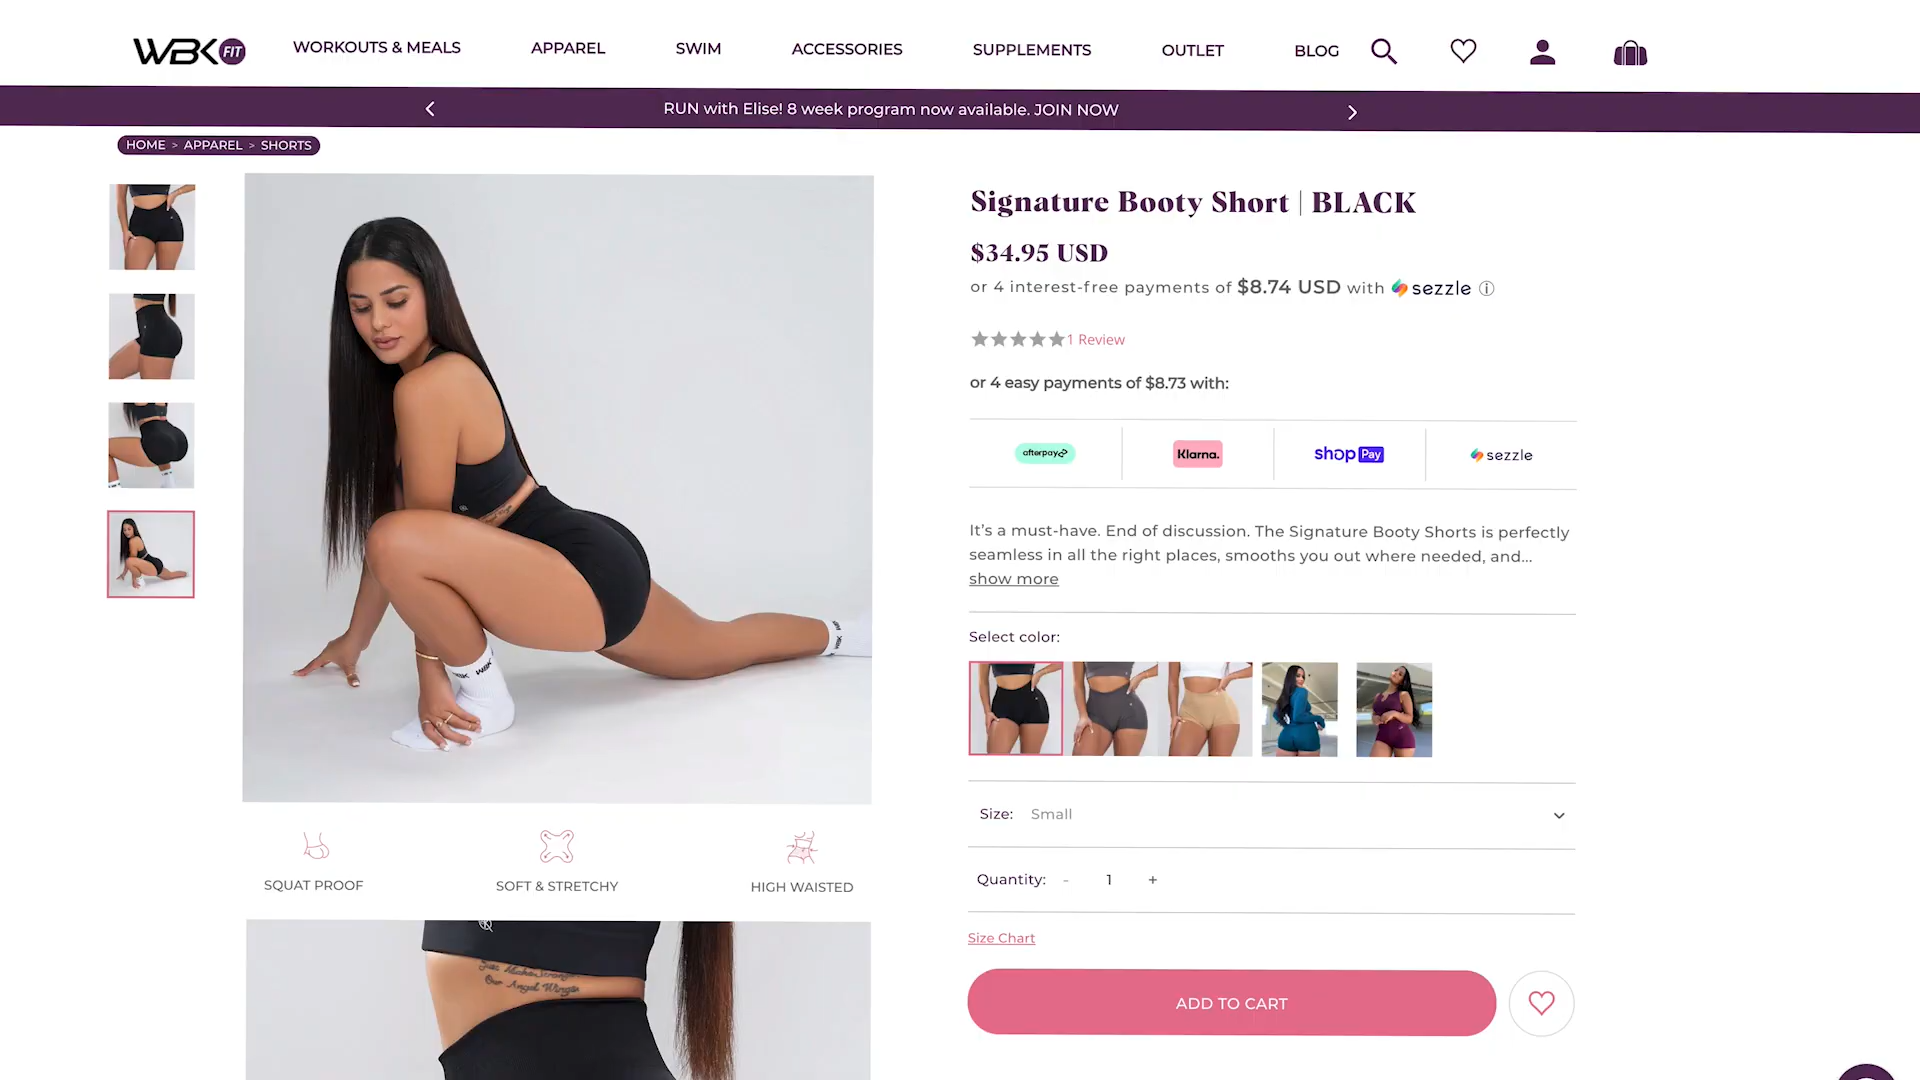 WBK FIT
WORKOUTS & MEALS
APPAREL
SWIM
ACCESSORIES
SUPPLEMENTS
OUTLET
BLOG
RUN with Elise! 8 week program now available. JOIN NOW
HOME > APPAREL > SHORTS
Signature Booty Short | BLACK
$34.95 USD
or 4 interest-free payments of $8.74 USD with sezzle
1 Review
or 4 easy payments of $8.73 with:
afterpay
Klarna.
shop Pay
sezzle
It's a must-have. End of discussion. The Signature Booty Shorts is perfectly
seamless in all the right places, smooths you out where needed, and...
show more
Select color:
WBK
WBK
Size: Small
SQUAT PROOF
SOFT & STRETCHY
HIGH WAISTED
Quantity: - 1 +
Size Chart
Our Angel Wings
ADD TO CART